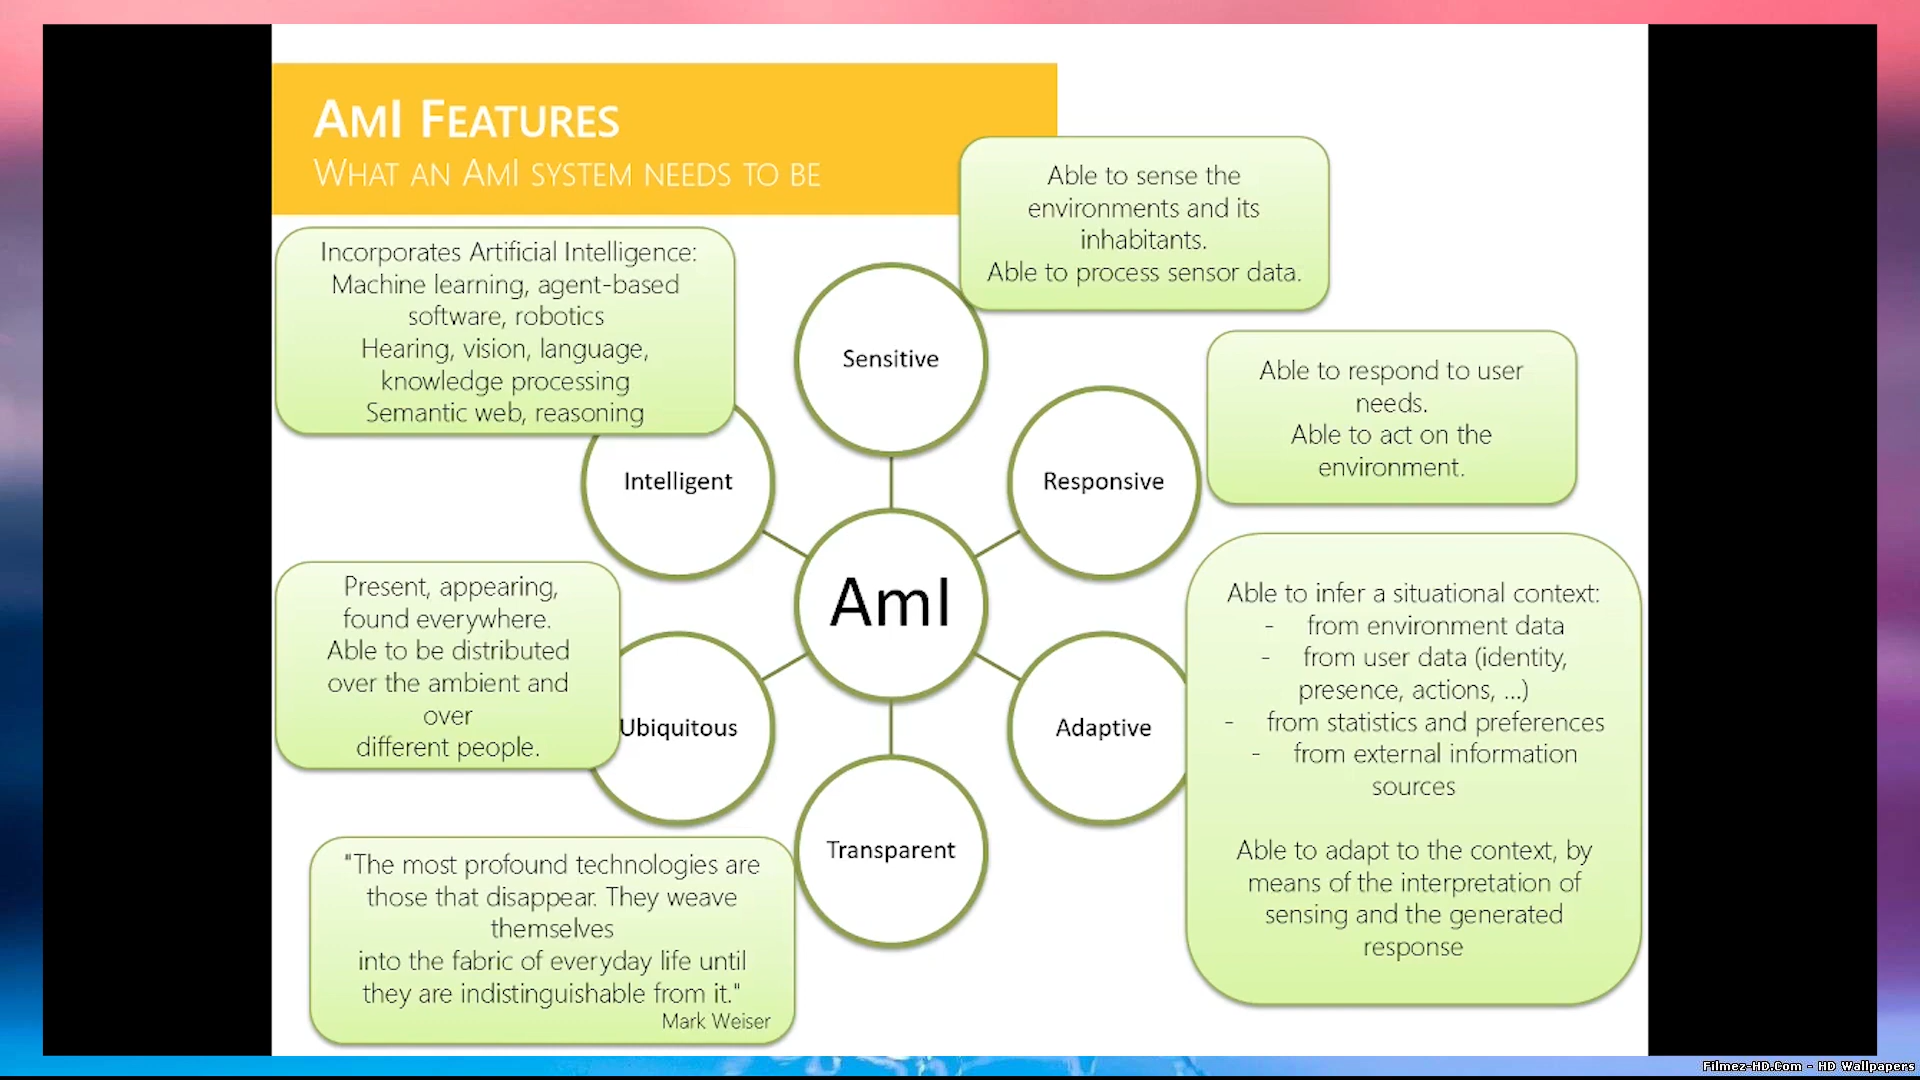 AMI FEATURES
WHAT AN AMI SYSTEM NEEDS TO BE
Able to sense the
environments and its
inhabitants.
Able to process sensor data.
Incorporates Artificial Intelligence:
Machine learning, agent-based
software, robotics
Hearing, vision, language,
knowledge processing
Semantic web, reasoning
Sensitive
Able to respond to user
needs.
Able to act on the
environment.
Intelligent
Responsive
AmI
Present, appearing,
found everywhere.
Able to be distributed
over the ambient and
over
different people.
Able to infer a situational context:
- from environment data
- from user data (identity,
presence, actions, ...)
- from statistics and preferences
- from external information
sources
Able to adapt to the context, by
means of the interpretation of
sensing and the generated
response
Ubiquitous
Adaptive
Transparent
"The most profound technologies are
those that disappear. They weave
themselves
into the fabric of everyday life until
they are indistinguishable from it."
Mark Weiser
Filmez-HD.Com - HD Wallpapers